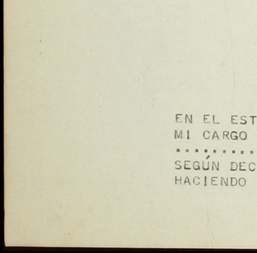 EN EL EST
MI CARGO
..........
SEGÚN DEC
HACIENDO